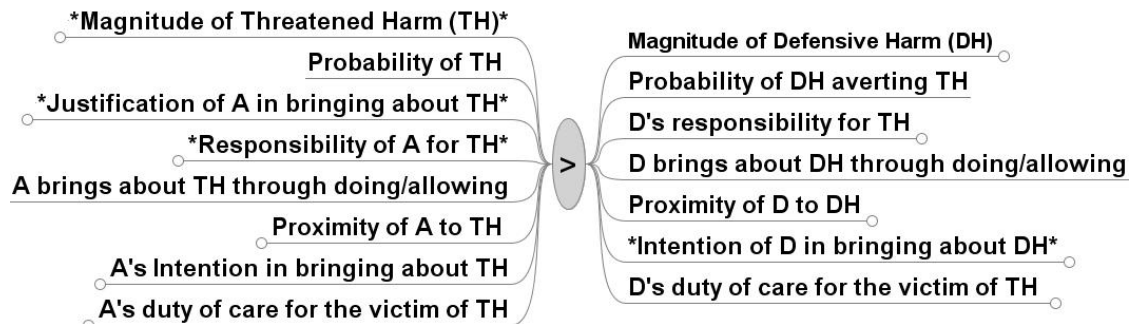 *Magnitude of Threatened Harm (TH)*
Probability of TH
*Justification of A in bringing about TH*
*Responsibility of A for TH*
A brings about TH through doing/allowing
Proximity of A to TH
A's Intention in bringing about TH
A's duty of care for the victim of TH
>
Magnitude of Defensive Harm (DH)
Probability of DH averting TH
D's responsibility for TH
D brings about DH through doing/allowing
Proximity of D to DH
*Intention of D in bringing about DH*
D's duty of care for the victim of TH